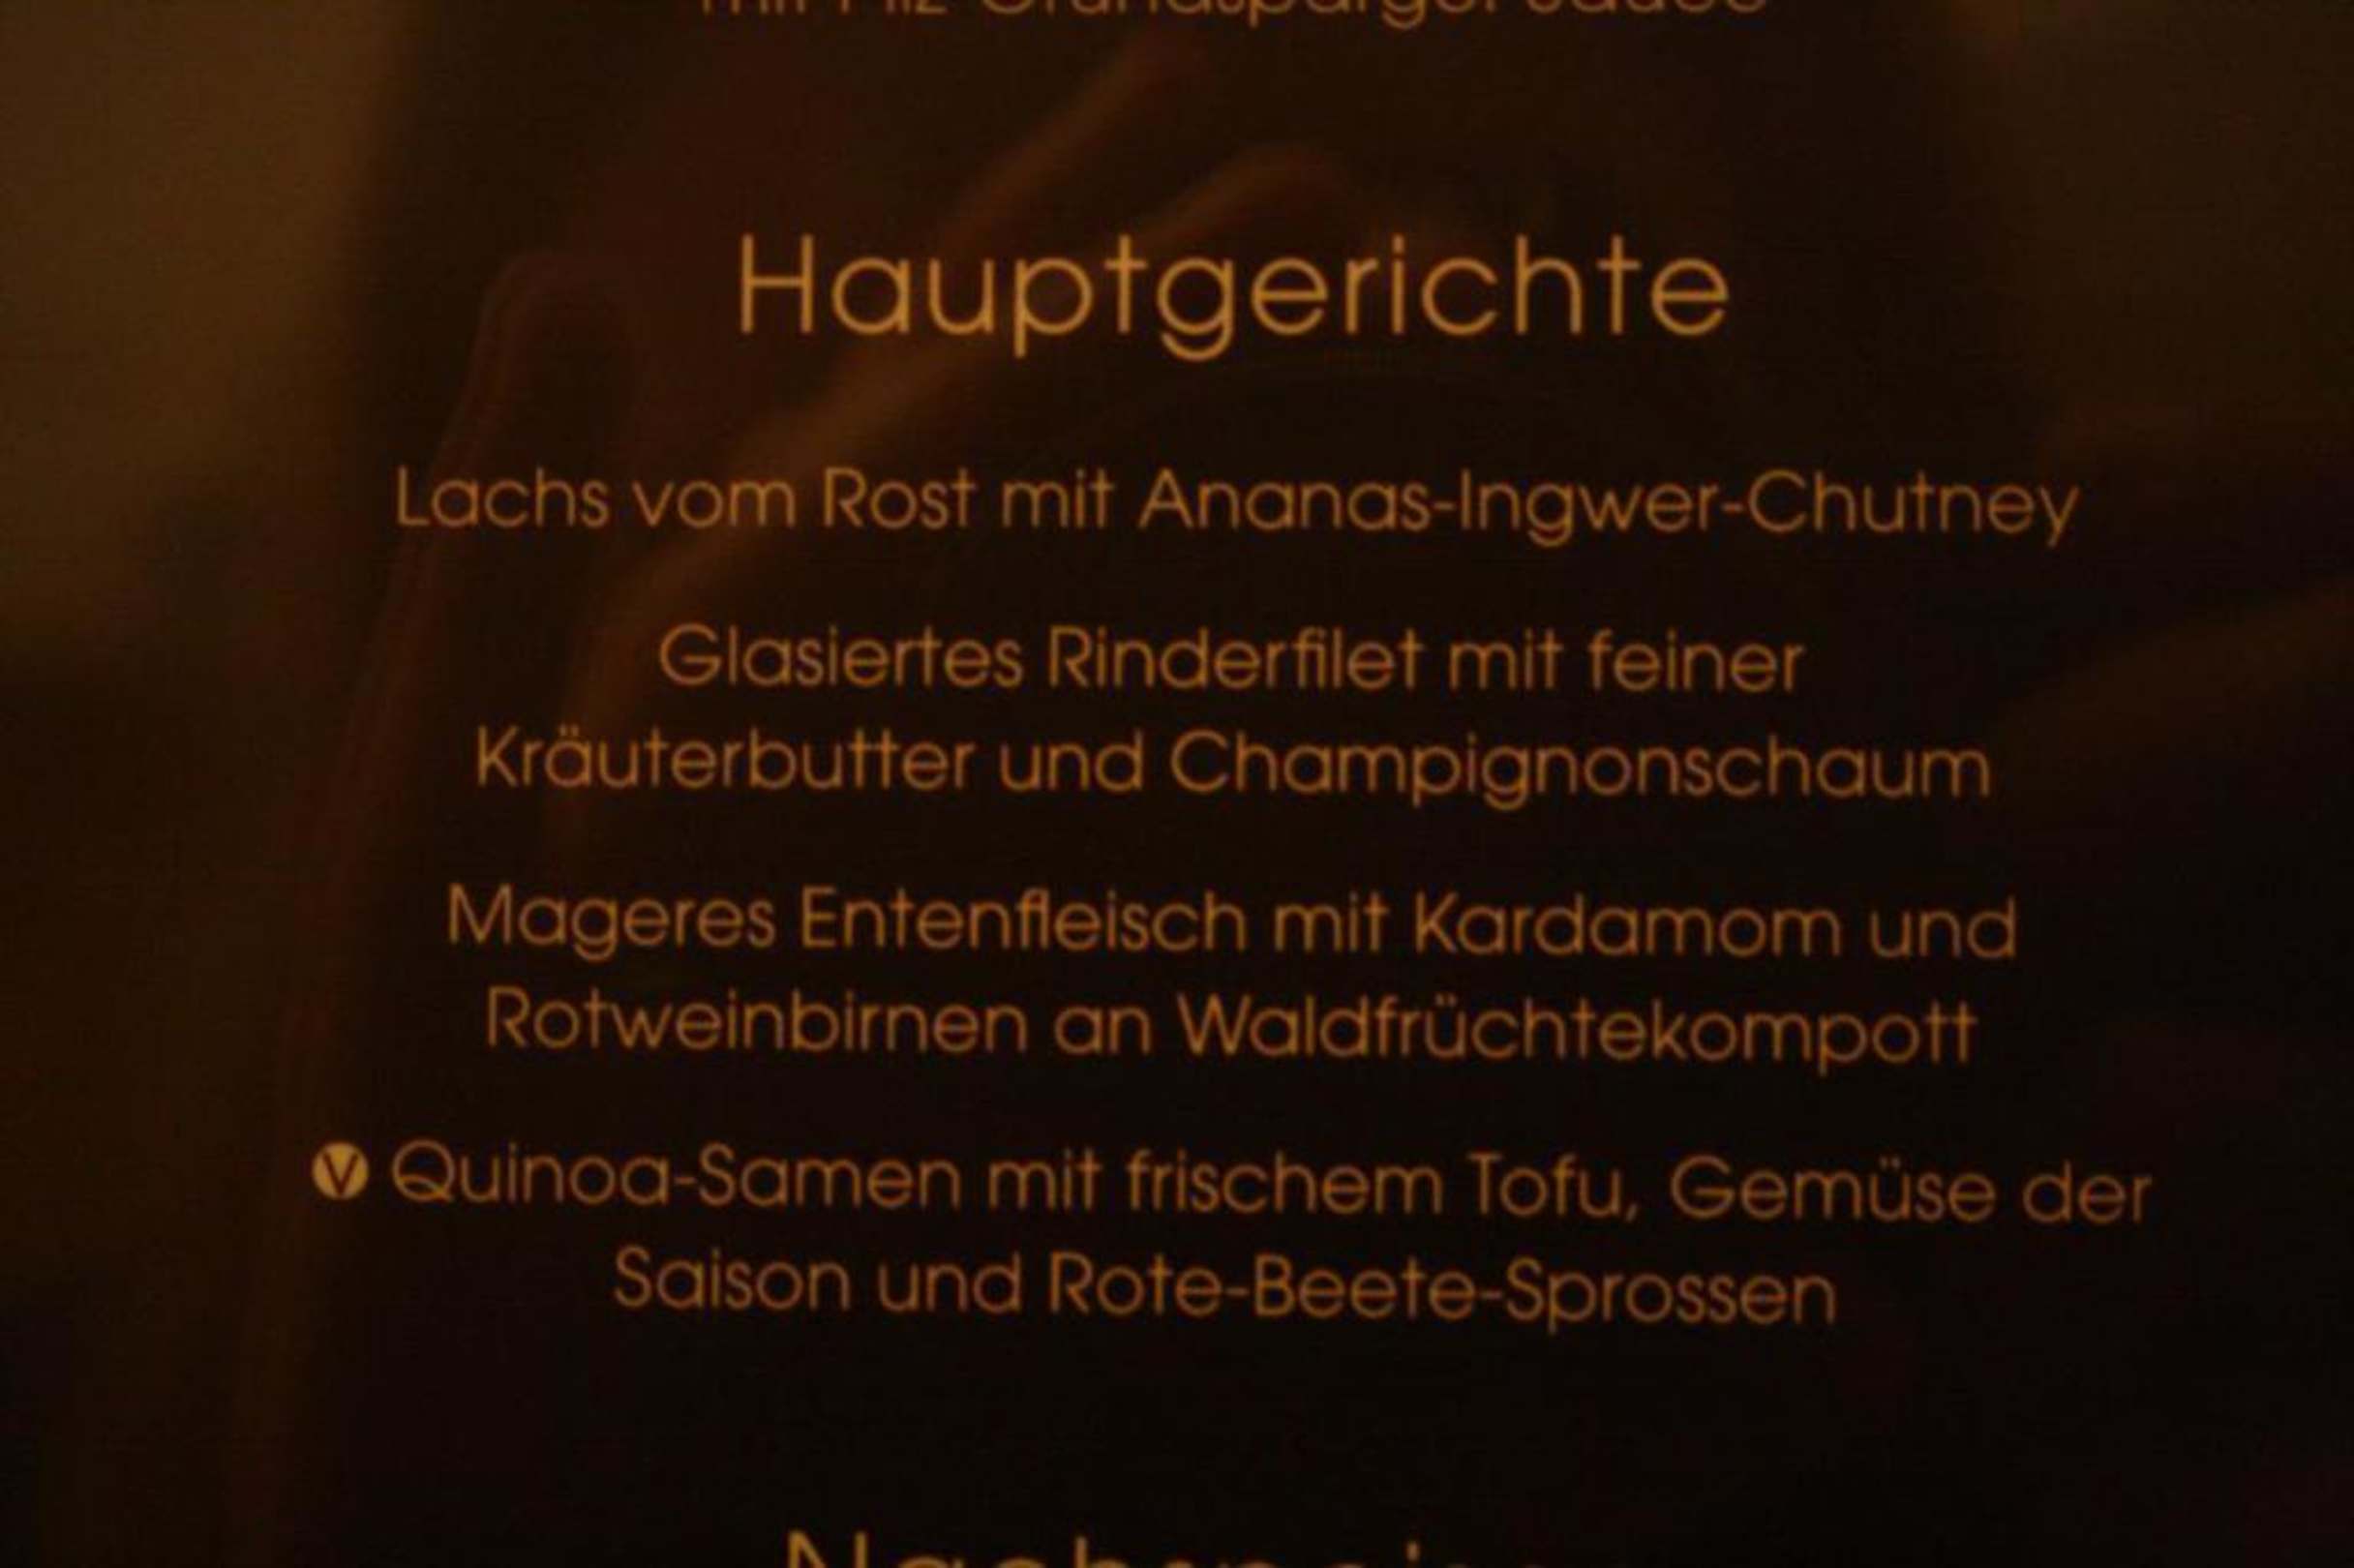 Hauptgerichte
Lachs vom Rost mit Ananas-Ingwer-Chutney
Glasiertes Rinderfilet mit feiner
Kräuterbutter und Champignonschaum
Mageres Entenfleisch mit Kardamom und
Rotweinbirnen an Waldfrüchtekompott
V Quinoa-Samen mit frischem Tofu, Gemüse der
Saison und Rote-Beete-Sprossen